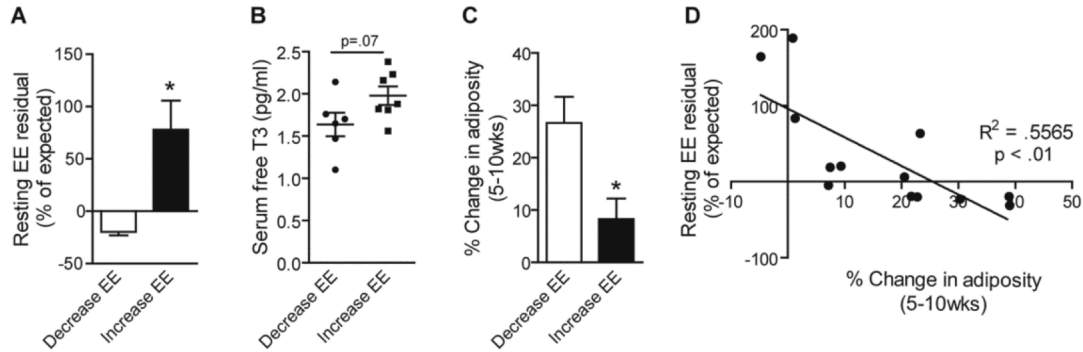 A
Resting EE residual
(% of expected)
150
100
50
0
-50
Decrease EE
Increase EE
*
B
p=.07
Serum free T3 (pg/ml)
2.5
2.0
1.5
1.0
0.5
0.0
Decrease EE
Increase EE
C
% Change in adiposity
(5-10wks)
40
30
20
10
0
*
Decrease EE
Increase EE
D
Resting EE residual
(% of expected)
200
100
-100
-10
10
20
30
40
50
R² = .5565
p < .01
% Change in adiposity
(5-10wks)